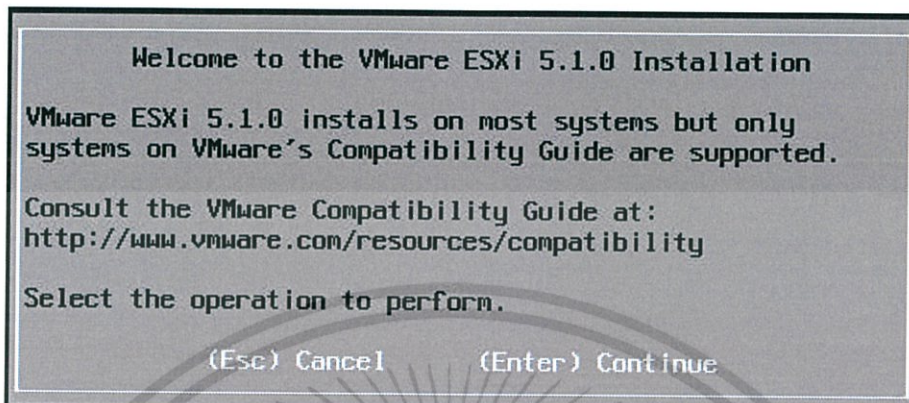 Welcome to the VMware ESXi 5.1.0 Installation
VMware ESXi 5.1.0 installs on most systems but only
systems on VMware's Compatibility Guide are supported.
Consult the VMware Compatibility Guide at:
http://www.vmware.com/resources/compatibility
Select the operation to perform.
(Esc) Cancel (Enter) Continue